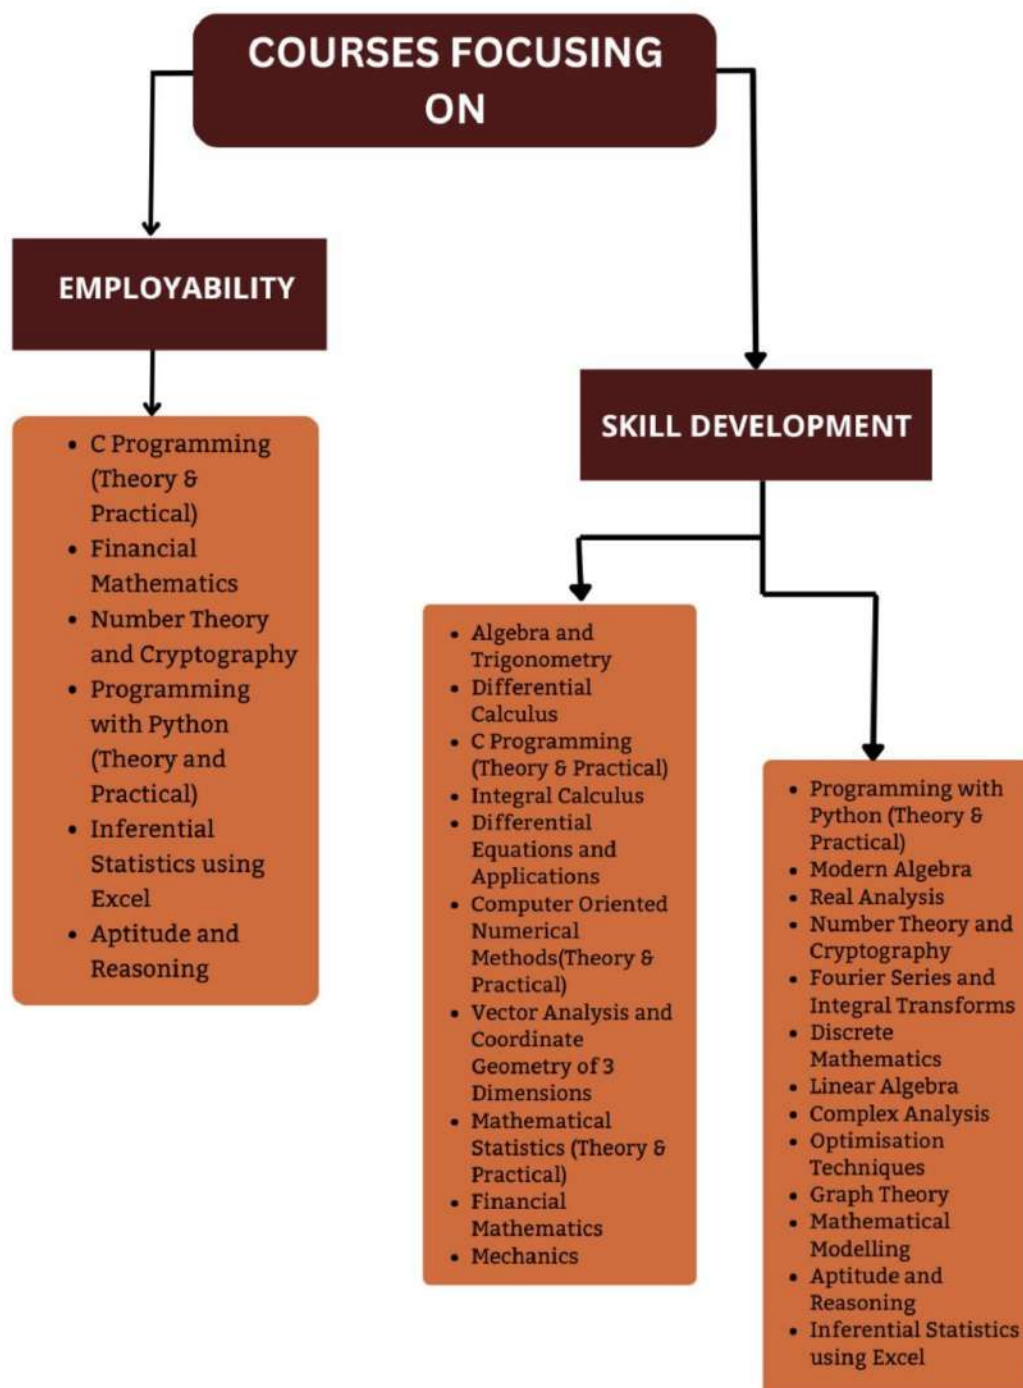 COURSES FOCUSING
ON
EMPLOYABILITY
• C Programming
(Theory &
Practical)
• Financial
Mathematics
• Number Theory
and Cryptography
• Programming
with Python
(Theory and
Practical)
• Inferential
Statistics using
Excel
• Aptitude and
Reasoning
SKILL DEVELOPMENT
• Algebra and
Trigonometry
• Differential
Calculus
• C Programming
(Theory & Practical)
• Integral Calculus
• Differential
Equations and
Applications
• Computer Oriented
Numerical
Methods(Theory &
Practical)
• Vector Analysis and
Coordinate
Geometry of 3
Dimensions
• Mathematical
Statistics (Theory &
Practical)
• Financial
Mathematics
• Mechanics
• Programming with
Python (Theory &
Practical)
• Modern Algebra
• Real Analysis
• Number Theory and
Cryptography
• Fourier Series and
Integral Transforms
• Discrete
Mathematics
• Linear Algebra
• Complex Analysis
• Optimisation
Techniques
• Graph Theory
• Mathematical
Modelling
• Aptitude and
Reasoning
• Inferential Statistics
using Excel